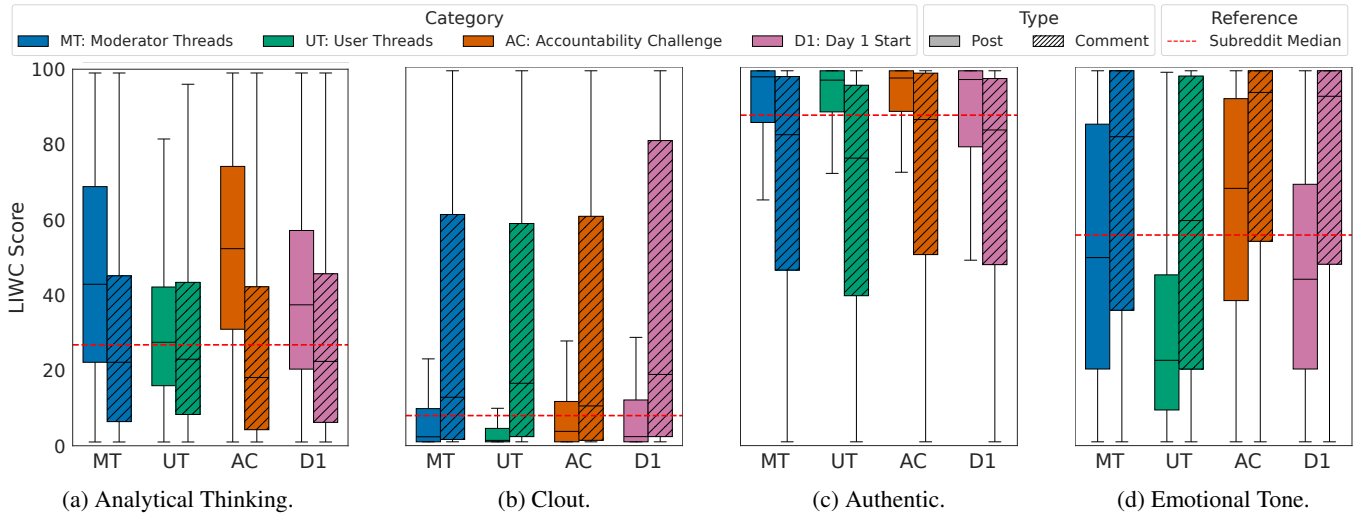 Category
Type
Reference
MT: Moderator Threads
UT: User Threads
AC: Accountability Challenge
D1: Day 1 Start
Post
Comment
Subreddit Median
LIWC Score
100
80
60
40
20
0
MT UT AC D1
MT UT AC D1
MT UT AC D1
MT UT AC D1
(a) Analytical Thinking.
(b) Clout.
(c) Authentic.
(d) Emotional Tone.